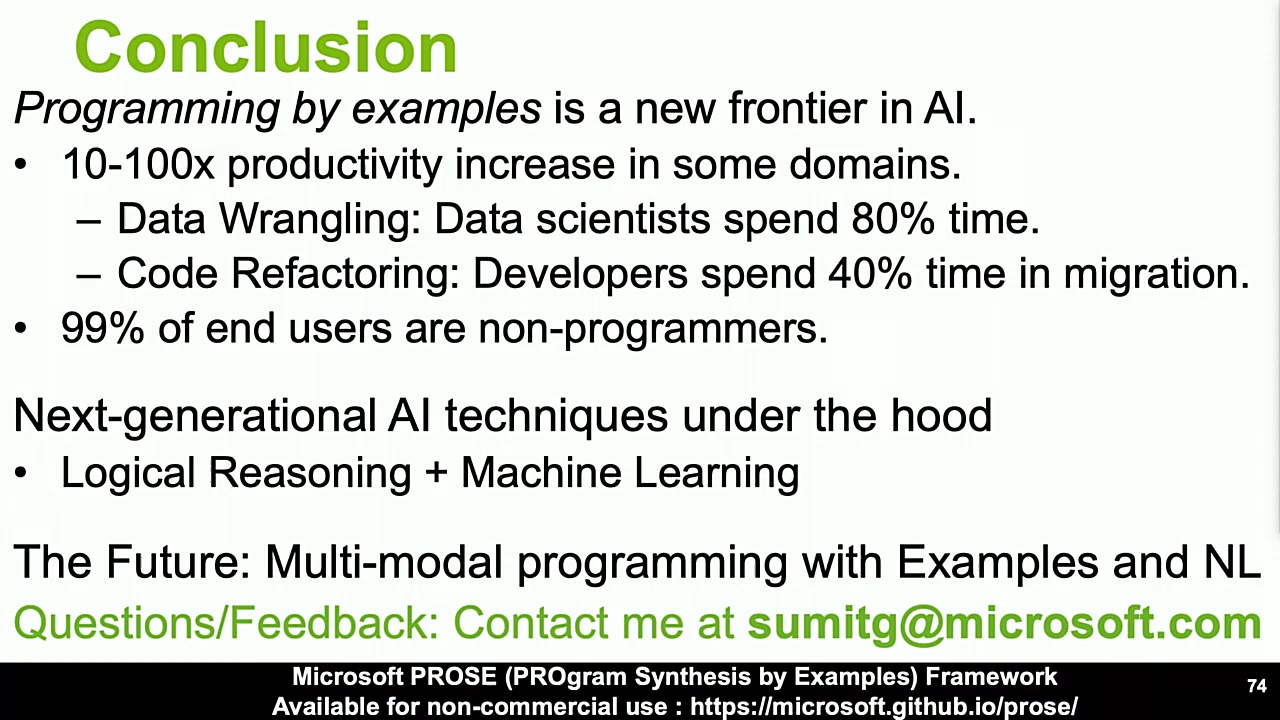 Conclusion
Programming by examples is a new frontier in AI.
• 10-100x productivity increase in some domains.
– Data Wrangling: Data scientists spend 80% time.
– Code Refactoring: Developers spend 40% time in migration.
• 99% of end users are non-programmers.
Next-generational AI techniques under the hood
• Logical Reasoning + Machine Learning
The Future: Multi-modal programming with Examples and NL
Questions/Feedback: Contact me at sumitg@microsoft.com
Microsoft PROSE (PROgram Synthesis by Examples) Framework
Available for non-commercial use : https://microsoft.github.io/prose/
74